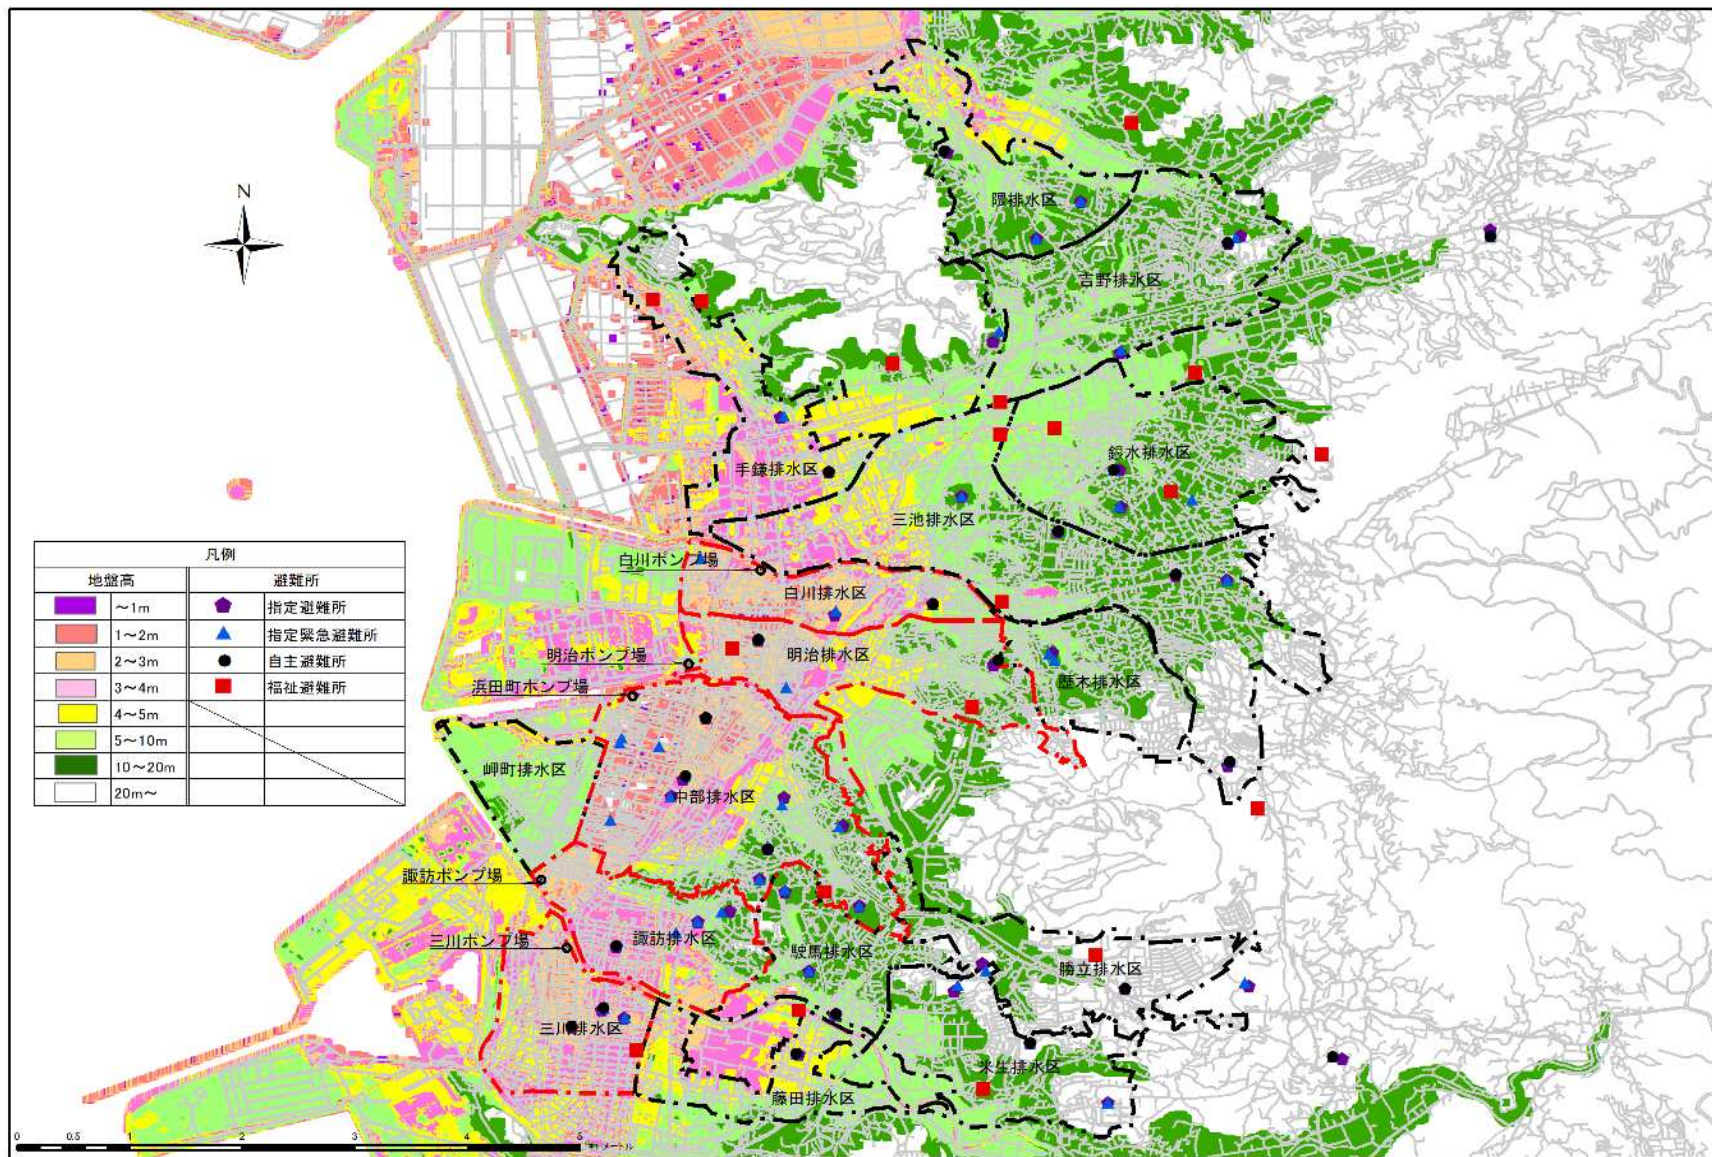 N
隈排水区
吉野排水区
手鎌排水区
銀水排水区
三池排水区
白川ポンプ場
白川排水区
明治ポンプ場
明治排水区
浜田町ポンプ場
歴木排水区
岬町排水区
中部排水区
諏訪ポンプ場
三川ポンプ場
諏訪排水区
駛馬排水区
勝立排水区
三川排水区
米生排水区
藤田排水区
凡例
地盤高 避難所
～1m 指定避難所
1～2m 指定緊急避難所
2～3m 自主避難所
3～4m 福祉避難所
4～5m
5～10m
10～20m
20m～
0 0.5 1 2 3 4 5 キロメートル